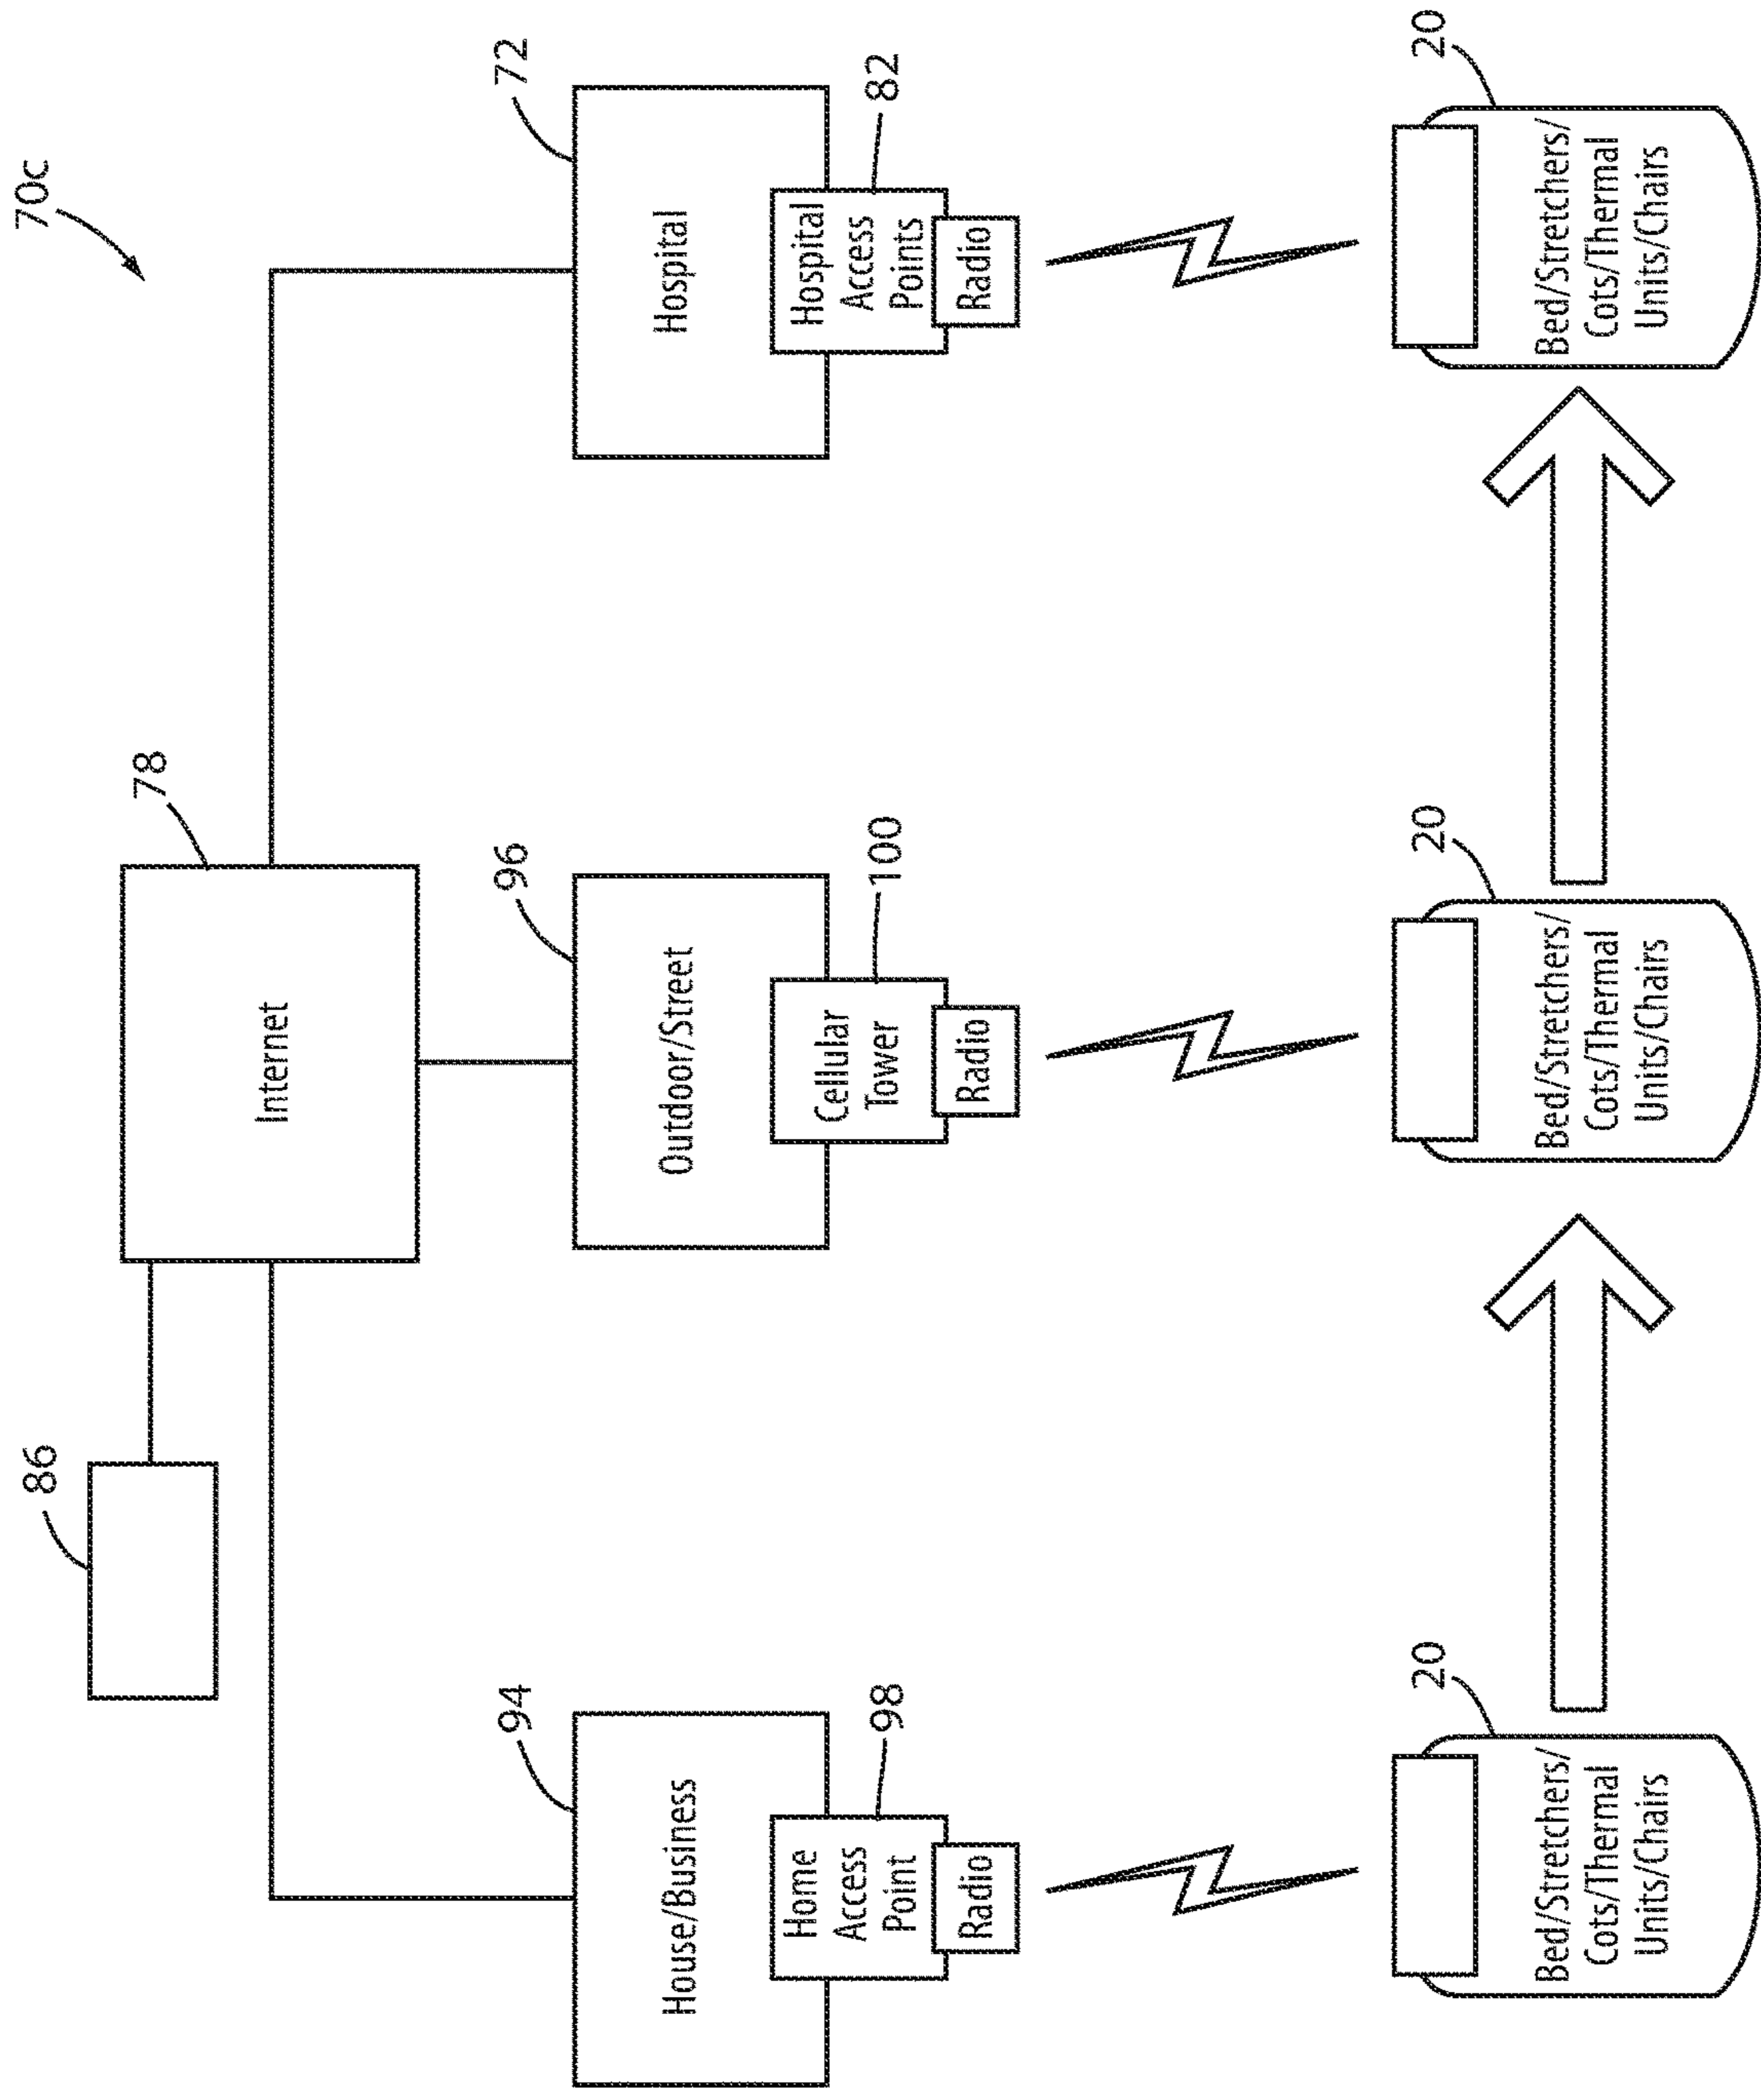 70c
86
78
Internet
94
House/Business
Home
Access
Point
98
Radio
96
Outdoor/Street
Cellular
Tower
100
Radio
72
Hospital
Hospital
Access
Points
82
Radio
20
Bed/Stretchers/
Cots/Thermal
Units/Chairs
20
Bed/Stretchers/
Cots/Thermal
Units/Chairs
20
Bed/Stretchers/
Cots/Thermal
Units/Chairs